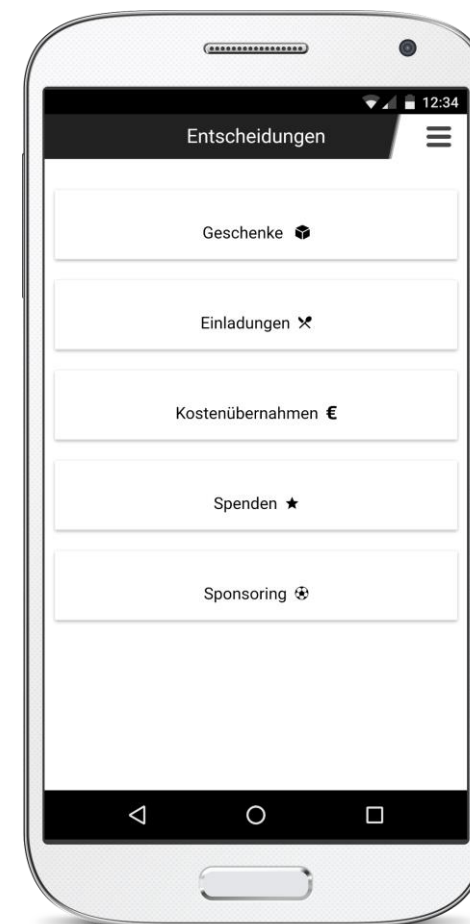 12:34
Entscheidungen
Geschenke
Einladungen
Kostenübernahmen €
Spenden
Sponsoring